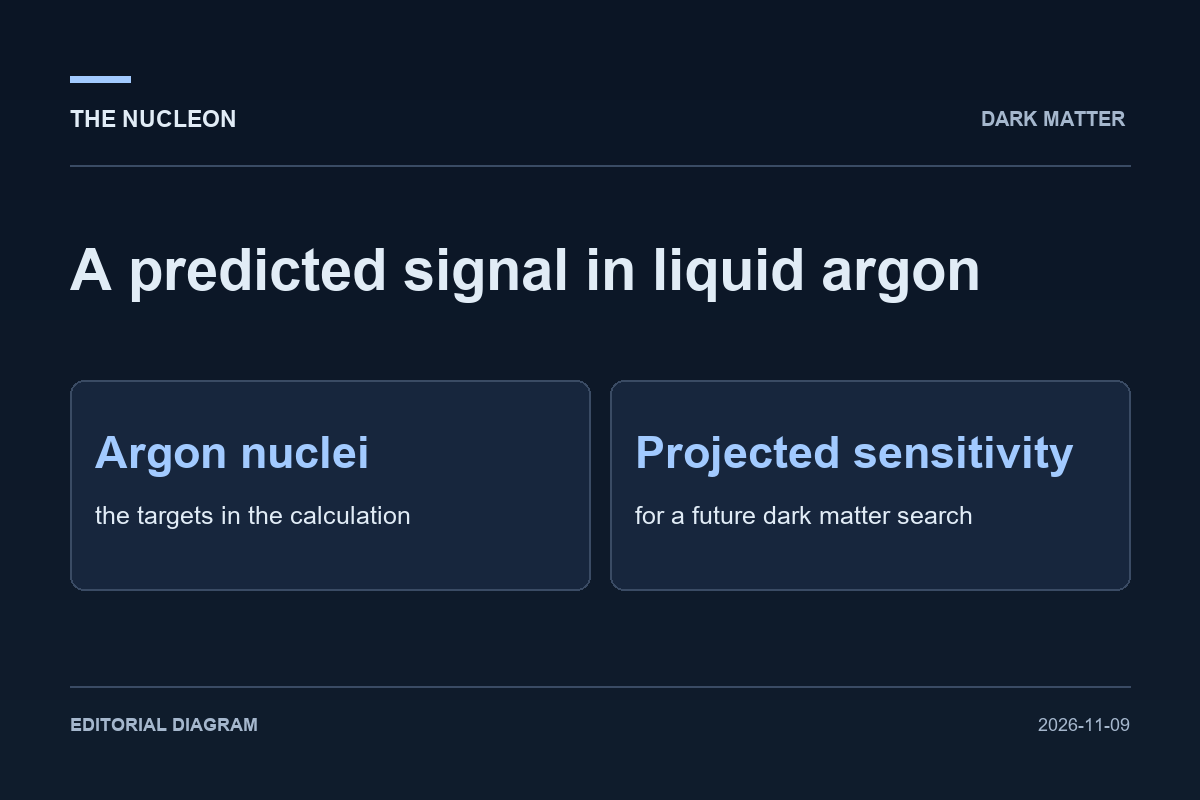 THE NUCLEON
DARK MATTER
A predicted signal in liquid argon
Argon nuclei
the targets in the calculation
Projected sensitivity
for a future dark matter search
EDITORIAL DIAGRAM
2026-11-09